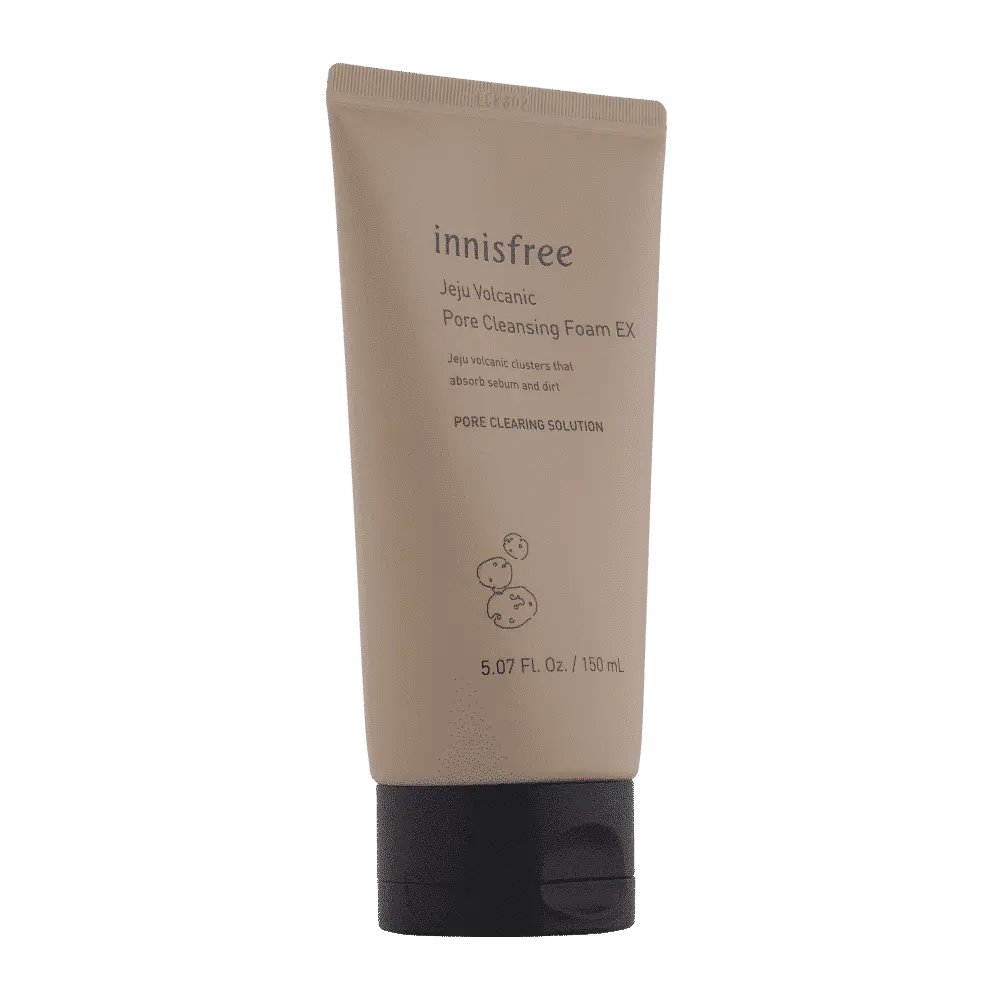 innisfree
Jeju Volcanic
Pore Cleansing Foam EX
Jeju volcanic clusters that
absorb sebum and dirt
PORE CLEARING SOLUTION
5.07 Fl. Oz. / 150 mL